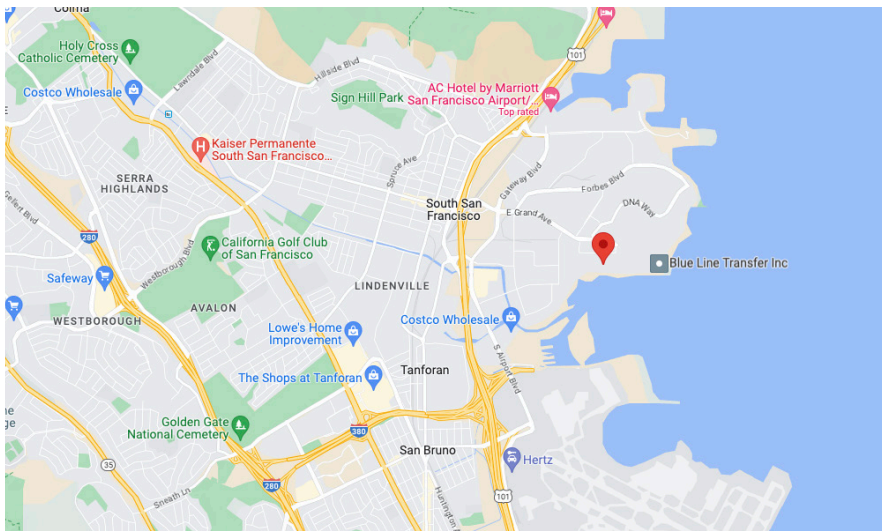 Colma
Holy Cross
Catholic Cemetery
Lawndale Blvd
Hillside Blvd
101
AC Hotel by Marriott
San Francisco Airport/...
Top rated
Costco Wholesale
Sign Hill Park
H
Kaiser Permanente
South San Francisco...
SERRA
HIGHLANDS
Spruce Ave
Gateway Blvd
Forbes Blvd
DNA Way
South San
Francisco
E Grand Ave
Gellert Blvd
280
Westborough Blvd
California Golf Club
of San Francisco
Blue Line Transfer Inc
Safeway
LINDENVILLE
WESTBOROUGH
AVALON
Lowe's Home
Improvement
Costco Wholesale
S Airport Blvd
The Shops at Tanforan
Tanforan
Golden Gate
National Cemetery
380
San Bruno
Hertz
35
280
Sneath Ln
Huntington Ave
101